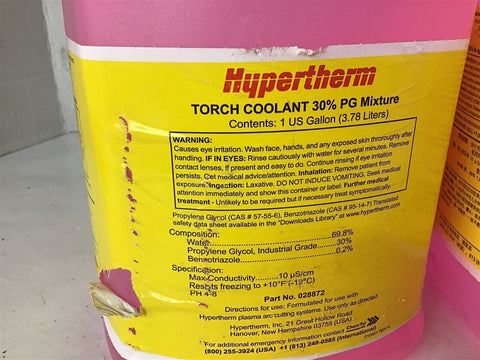 Hypertherm
TORCH COOLANT 30% PG Mixture
Contents: 1 US Gallon (3.78 Liters)
WARNING:
Causes eye irritation. Wash face, hands, and any exposed skin thoroughly after
handling. IF IN EYES: Rinse cautiously with water for several minutes. Remove
contact lenses, if present and easy to do. Continue rinsing if eye irritation
persists. Get medical advice/attention. Inhalation: Remove patient from
exposure. Ingestion: Laxative. DO NOT INDUCE VOMITING. Seek medical
attention immediately and show this container or label. Further medical
treatment - Unlikely to be required but if necessary treat symptomatically.
Propylene Glycol (CAS # 57-55-6), Benzotriazole (CAS # 95-14-7) Translated
safety data sheet available in the "Downloads Library" at www.hypertherm.com
Composition:
Water 69.8%
Propylene Glycol, Industrial Grade 30%
Benzotriazole 0.2%
Specification:
Max Conductivity 10 µS/cm
Resists freezing to +10°F (-12°C)
PH 4-8
Part No. 028872
Directions for use: Formulated for use with
Hypertherm plasma arc cutting systems. Use only as directed
Hypertherm, Inc. 21 Great Hollow Road
Hanover, New Hampshire 03755 (USA)
For additional emergency information contact ChemTel
(800) 255-3924 (USA) +1 (813) 248-0585 (International)